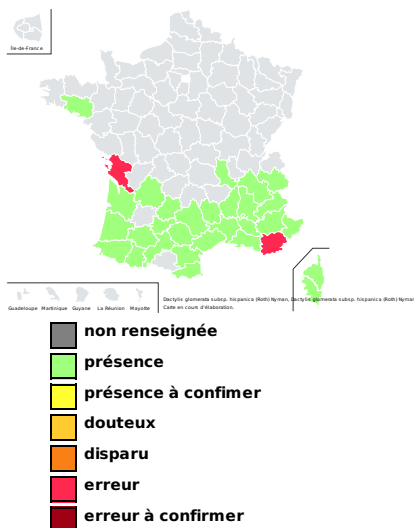 Île-de-France
Guadeloupe Martinique Guyane La Réunion Mayotte
Dactylis glomerata subsp. hispanica (Roth) Nyman, Dactylis glomerata subsp. hispanica (Roth) Nyman
Carte en cours d'élaboration.
non renseignée
présence
présence à confimer
douteux
disparu
erreur
erreur à confirmer